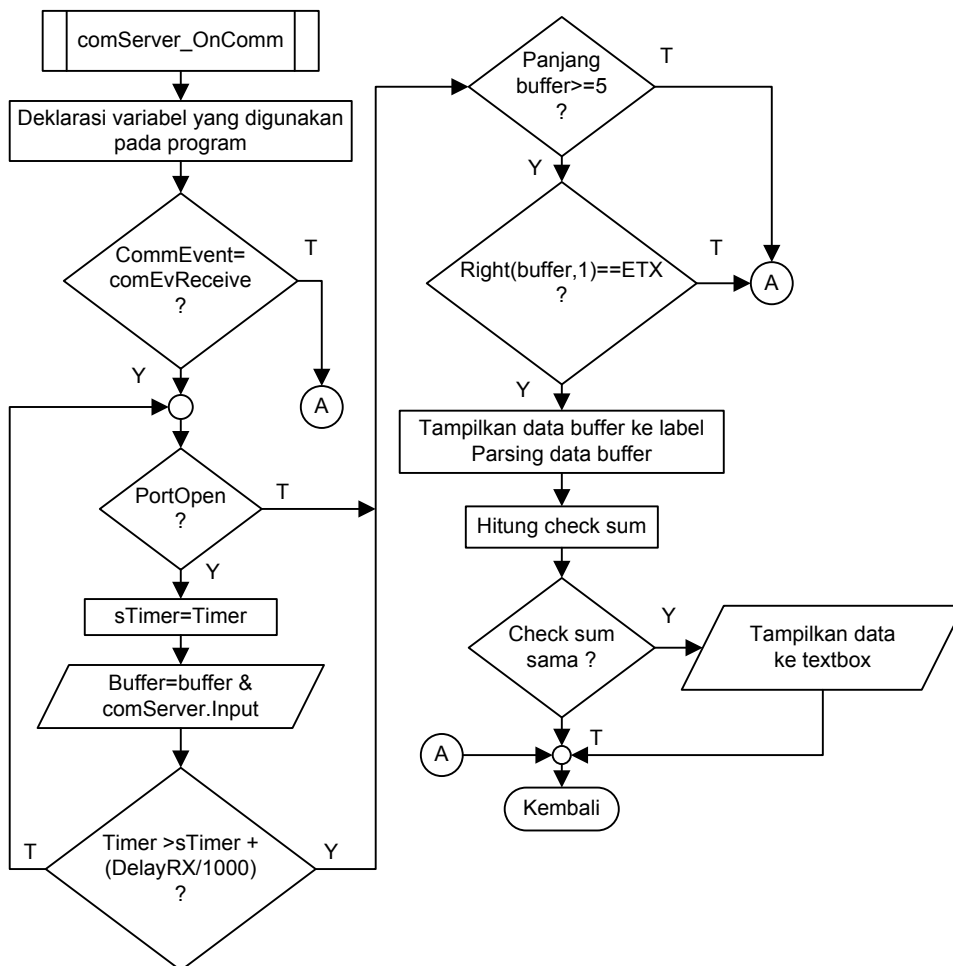 comServer_OnComm
Deklarasi variabel yang digunakan
pada program
CommEvent=
comEvReceive
?
T
Y
A
PortOpen
?
T
Y
sTimer=Timer
Buffer=buffer &
comServer.Input
Timer >sTimer +
(DelayRX/1000)
?
T
Y
Panjang
buffer>=5
?
T
Y
Right(buffer,1)==ETX
?
T
A
Y
Tampilkan data buffer ke label
Parsing data buffer
Hitung check sum
Check sum
sama ?
Y
Tampilkan data
ke textbox
T
A
Kembali